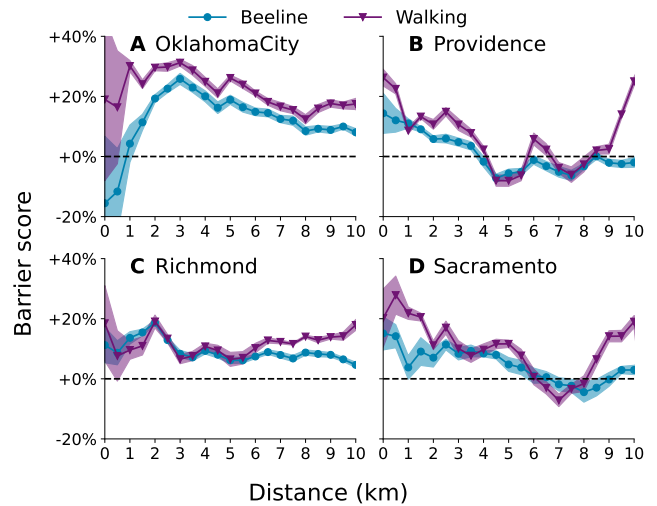 Beeline Walking
A OklahomaCity B Providence
+40%
+20%
+0%
-20%
0 1 2 3 4 5 6 7 8 9 10
0 1 2 3 4 5 6 7 8 9 10
C Richmond D Sacramento
+40%
+20%
+0%
-20%
0 1 2 3 4 5 6 7 8 9 10
0 1 2 3 4 5 6 7 8 9 10
Barrier score
Distance (km)